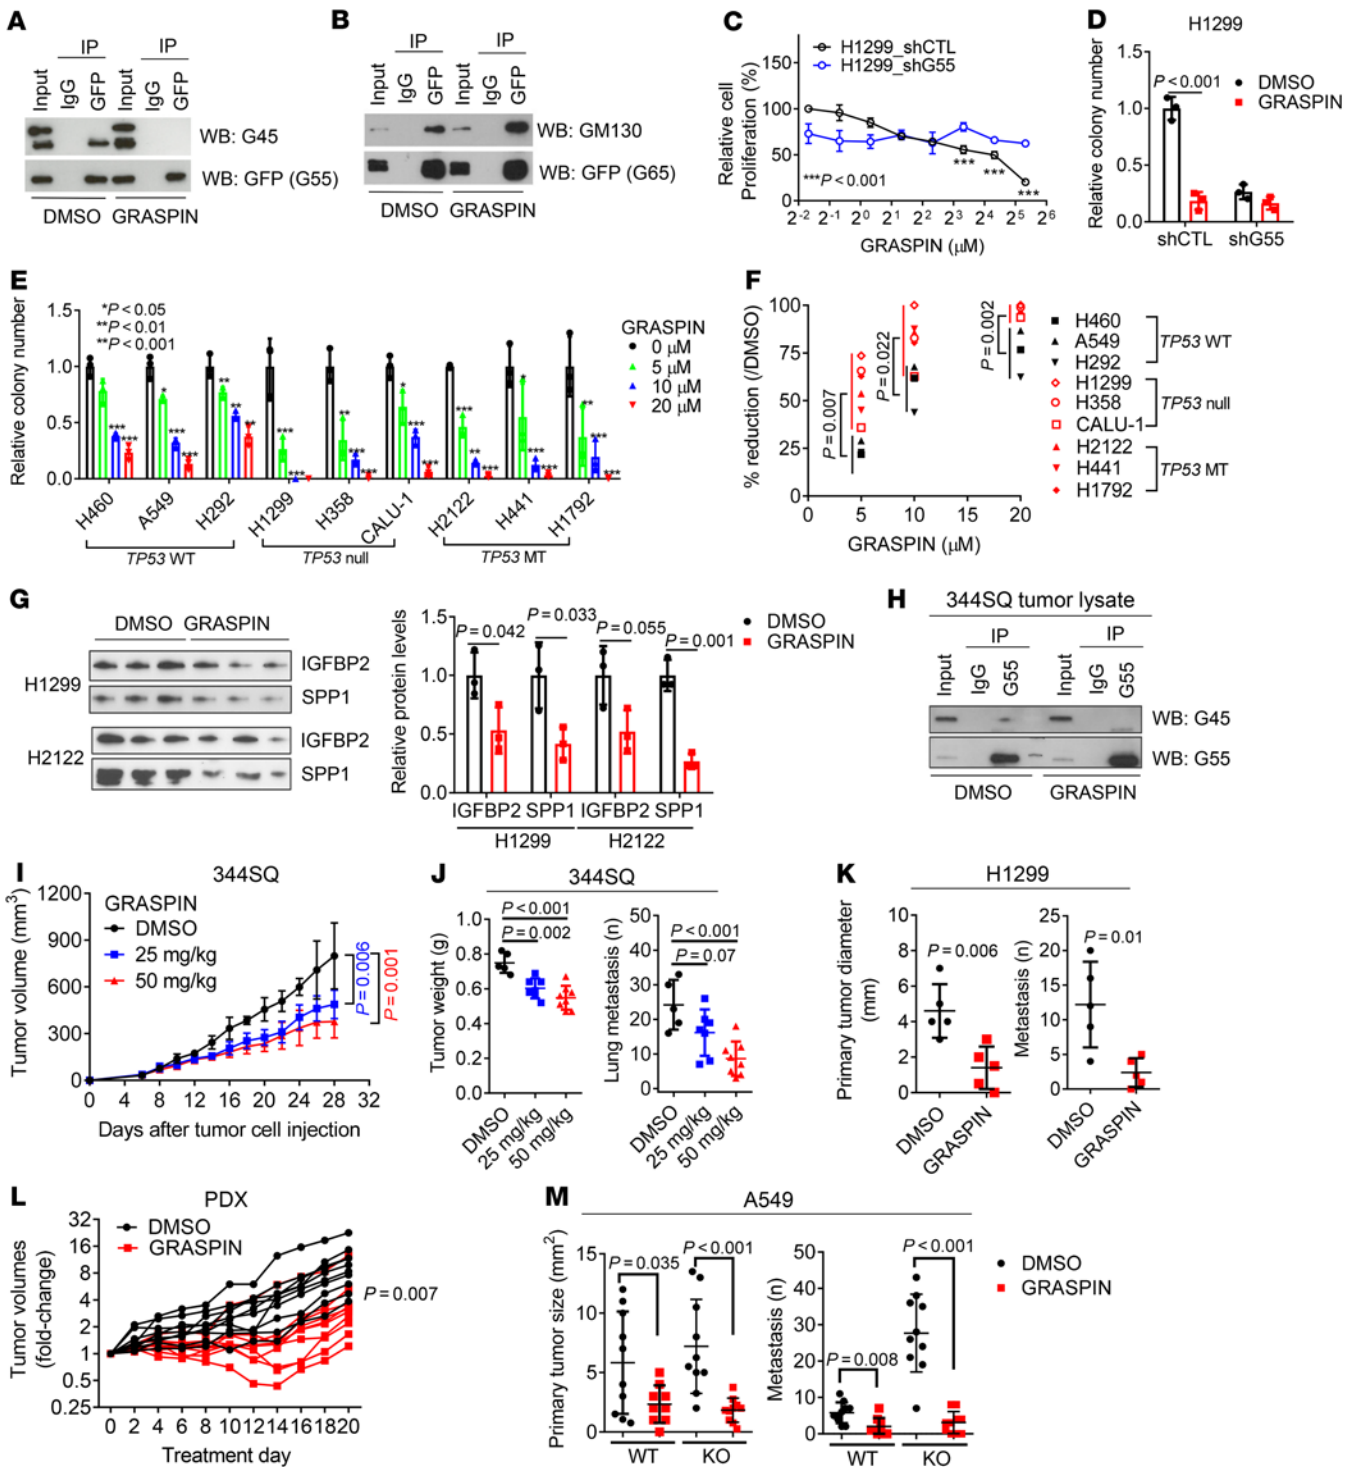 A
IP
Input
IgG
GFP
Input
IgG
GFP
WB: G45
WB: GFP (G55)
DMSO GRASPIN
B
IP
IP
Input
IgG
GFP
Input
IgG
GFP
WB: GM130
WB: GFP (G65)
DMSO GRASPIN
C
H1299_shCTL
H1299_shG55
Relative cell
Proliferation (%)
150
100
50
0
***P < 0.001
***
***
***
2-2 2-1 20 21 22 23 24 25 26
GRASPIN (μM)
D
H1299
Relative colony number
1.5
1.0
0.5
0.0
P < 0.001
DMSO
GRASPIN
shCTL shG55
E
Relative colony number
1.5
1.0
0.5
0.0
*P < 0.05
**P < 0.01
**P < 0.001
GRASPIN
0 μM
5 μM
10 μM
20 μM
H460 A549 H292 H1299 H358 CALU-1 H2122 H441 H1792
TP53 WT TP53 null TP53 MT
F
% reduction (/DMSO)
100
75
50
25
0
P = 0.007
P = 0.022
P = 0.002
0 5 10 15 20
GRASPIN (μM)
H460
A549
H292
TP53 WT
H1299
H358
CALU-1
TP53 null
H2122
H441
H1792
TP53 MT
G
DMSO GRASPIN
H1299
IGFBP2
SPP1
H2122
IGFBP2
SPP1
Relative protein levels
1.5
1.0
0.5
0.0
P = 0.042
P = 0.033
P = 0.055
P = 0.001
DMSO
GRASPIN
IGFBP2 SPP1 IGFBP2 SPP1
H1299 H2122
H
344SQ tumor lysate
IP IP
Input
IgG
G55
Input
IgG
G55
WB: G45
WB: G55
DMSO GRASPIN
I
344SQ
Tumor volume (mm3)
1200
900
600
300
0
GRASPIN
DMSO
25 mg/kg
50 mg/kg
P = 0.006
P = 0.001
0 4 8 12 16 20 24 28 32
Days after tumor cell injection
J
344SQ
Tumor weight (g)
1.0
0.8
0.6
0.4
0.2
0.0
P < 0.001
P = 0.002
DMSO
25 mg/kg
50 mg/kg
Lung metastasis (n)
50
40
30
20
10
0
P < 0.001
P = 0.07
DMSO
25 mg/kg
50 mg/kg
K
H1299
Primary tumor diameter
(mm)
10
8
6
4
2
0
P = 0.006
DMSO
GRASPIN
Metastasis (n)
25
20
15
10
5
0
P = 0.01
DMSO
GRASPIN
L
PDX
Tumor volumes
(fold-change)
32
16
8
4
2
1
0.5
0.25
DMSO
GRASPIN
P = 0.007
0 2 4 6 8 10 12 14 16 18 20
Treatment day
M
A549
Primary tumor size (mm2)
15
10
5
0
P = 0.035
P < 0.001
WT KO
Metastasis (n)
50
40
30
20
10
0
P = 0.008
P < 0.001
WT KO
DMSO
GRASPIN